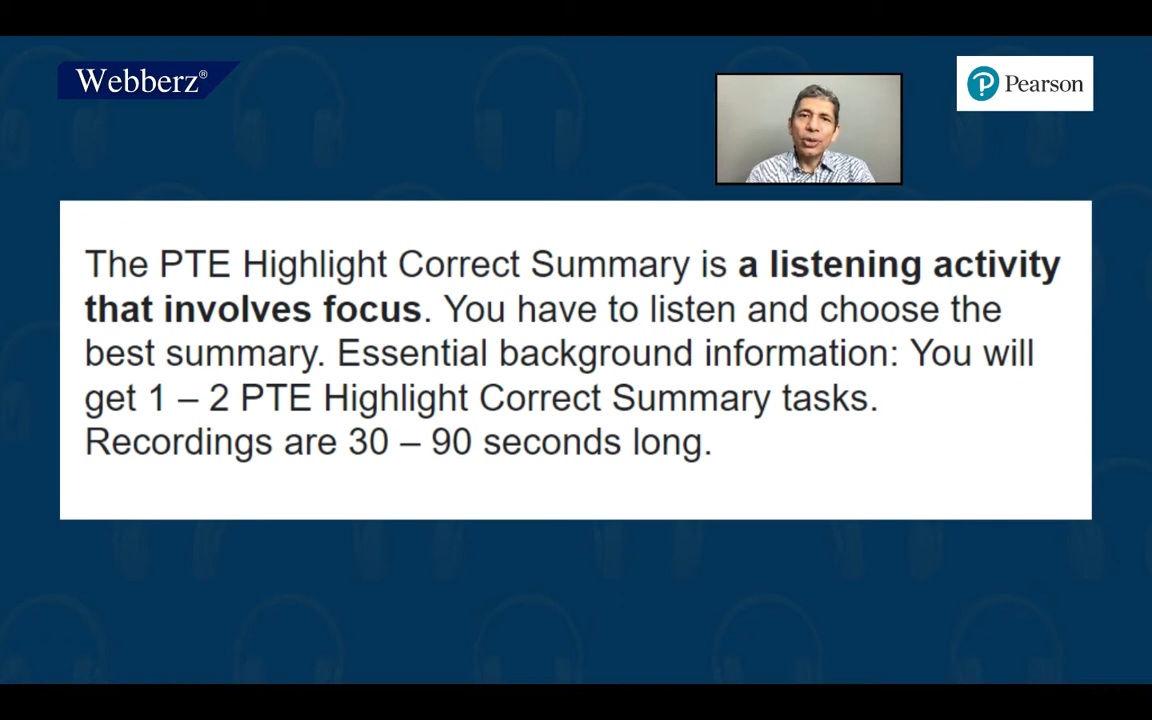 Webberz®
Pearson
The PTE Highlight Correct Summary is a listening activity
that involves focus. You have to listen and choose the
best summary. Essential background information: You will
get 1 – 2 PTE Highlight Correct Summary tasks.
Recordings are 30 – 90 seconds long.